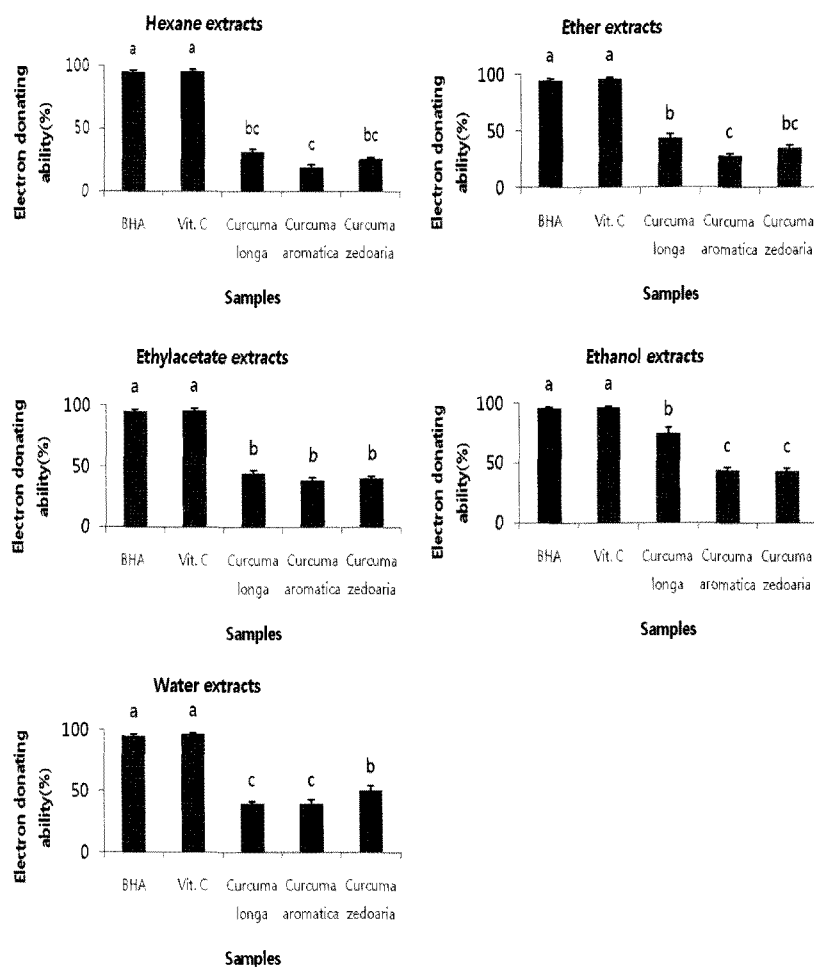 Hexane extracts
a a bc c bc
Electron donating
ability(%)
100
50
0
BHA Vit. C Curcuma Curcuma Curcuma
longa aromatica zedoaria
Samples
Ether extracts
a a b c bc
Electron donating
ability(%)
100
50
0
BHA Vit. C Curcuma Curcuma Curcuma
longa aromatica zedoaria
Samples
Ethylacetate extracts
a a b b b
Electron donating
ability(%)
100
50
0
BHA Vit. C Curcuma Curcuma Curcuma
longa aromatica zedoaria
Samples
Ethanol extracts
a a b c c
Electron donating
ability(%)
100
50
0
BHA Vit. C Curcuma Curcuma Curcuma
longa aromatica zedoaria
Samples
Water extracts
a a c c b
Electron donating
ability(%)
100
50
0
BHA Vit. C Curcuma Curcuma Curcuma
longa aromatica zedoaria
Samples